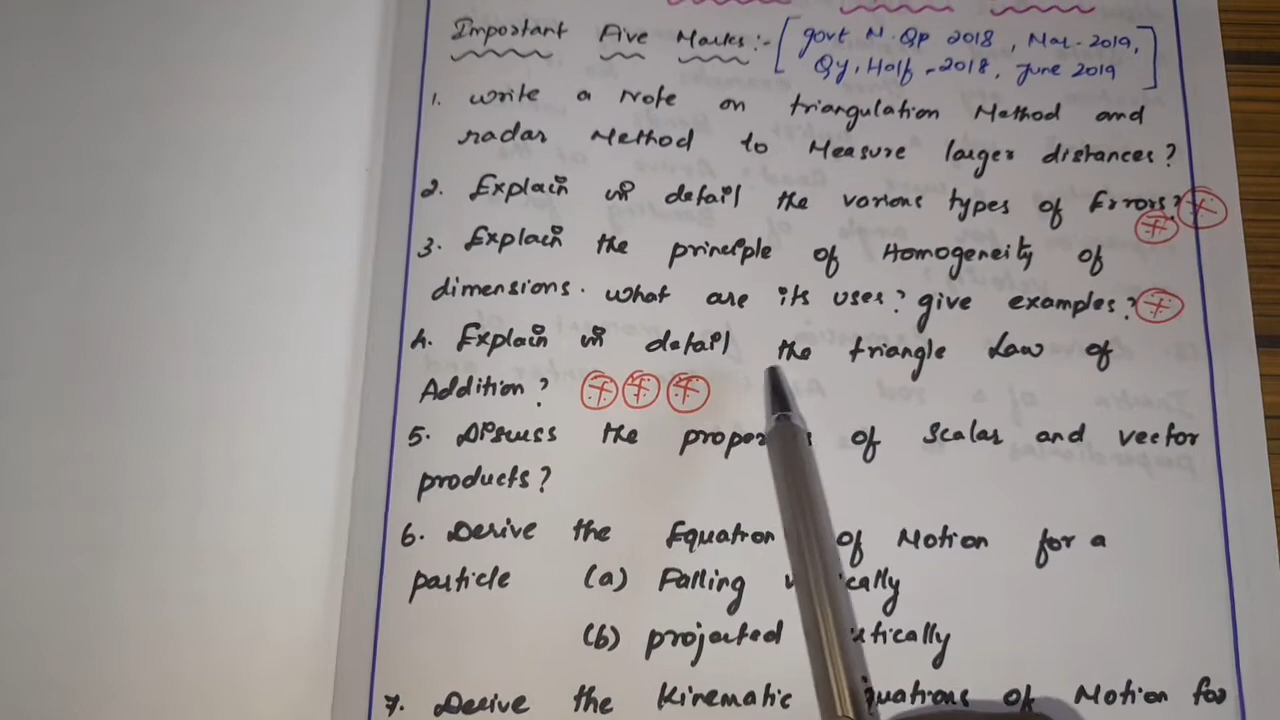 Important Five Marks:- [govt M.Qp 2018, Mar-2019,
Qy, Half-2018, June 2019]
1. Write a Note on triangulation Method and
radar Method to Measure larger distances?
2. Explain in detail the various types of Errors?
3. Explain the principle of Homogeneity of
dimensions. What are its uses? give examples?
4. Explain in detail the triangle Law of
Addition?
5. Discuss the of scalar and vector
products?
6. Derive the Equation of Motion for a
particle (a) Falling
(b) projected
7. Derive the Kinematic of Motion for